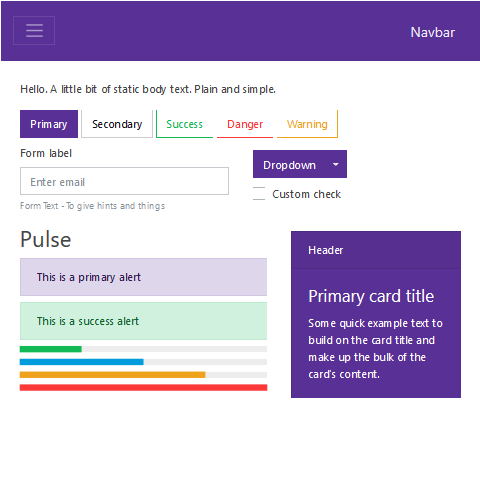 Navbar
Hello. A little bit of static body text. Plain and simple.
Primary Secondary Success Danger Warning
Form label
Dropdown
Enter email
Custom check
Form Text - To give hints and things
Pulse
This is a primary alert
This is a success alert
Header
Primary card title
Some quick example text to
build on the card title and
make up the bulk of the
card's content.